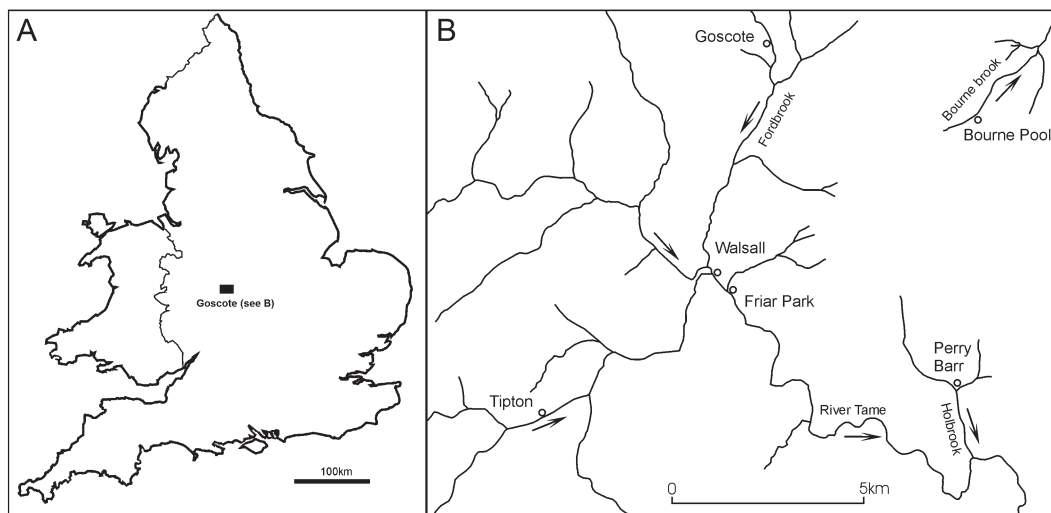 A
Goscote (see B)
100km
B
Goscote
Fordbrook
Bourne brook
Bourne Pool
Walsall
Friar Park
Perry
Barr
Holbrook
Tipton
River Tame
0
5km